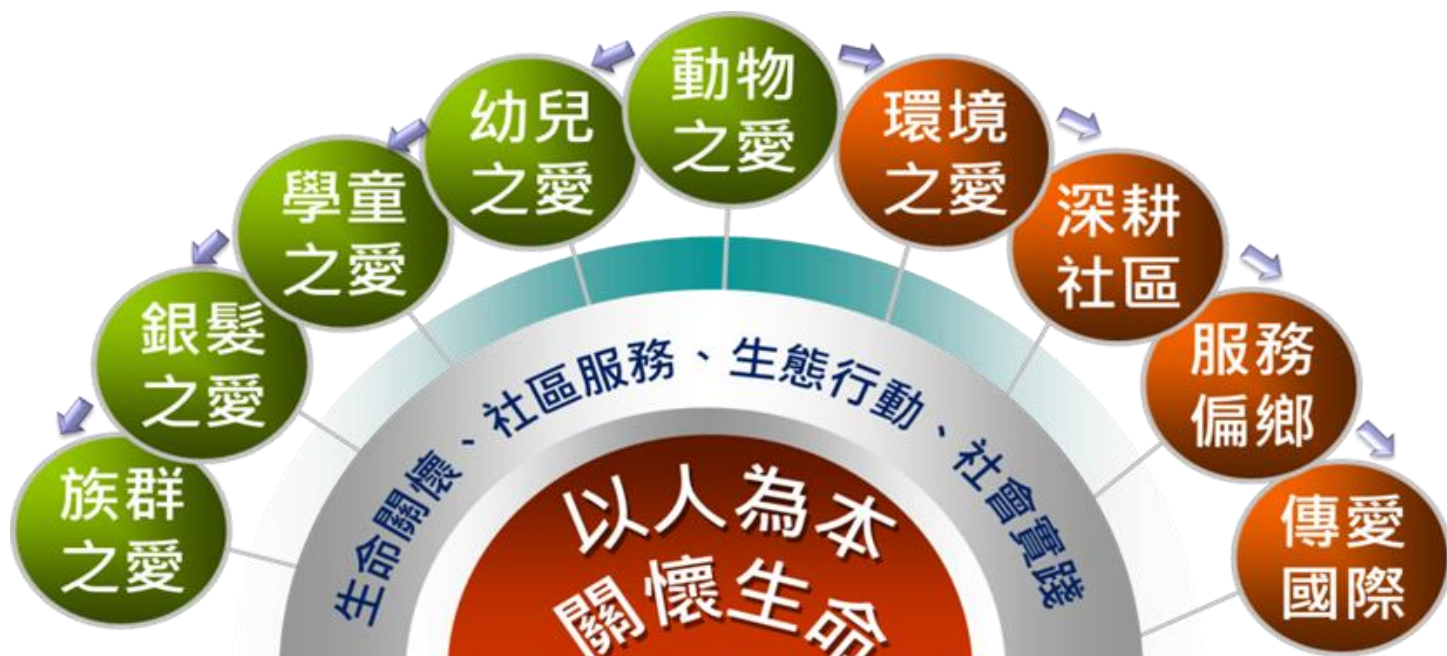 動物
之愛
幼兒
之愛
學童
之愛
銀髮
之愛
族群
之愛
環境
之愛
深耕
社區
服務
偏鄉
傳愛
國際
生命關懷、社區服務、生態行動、社會實踐
以人為本
關懷生命